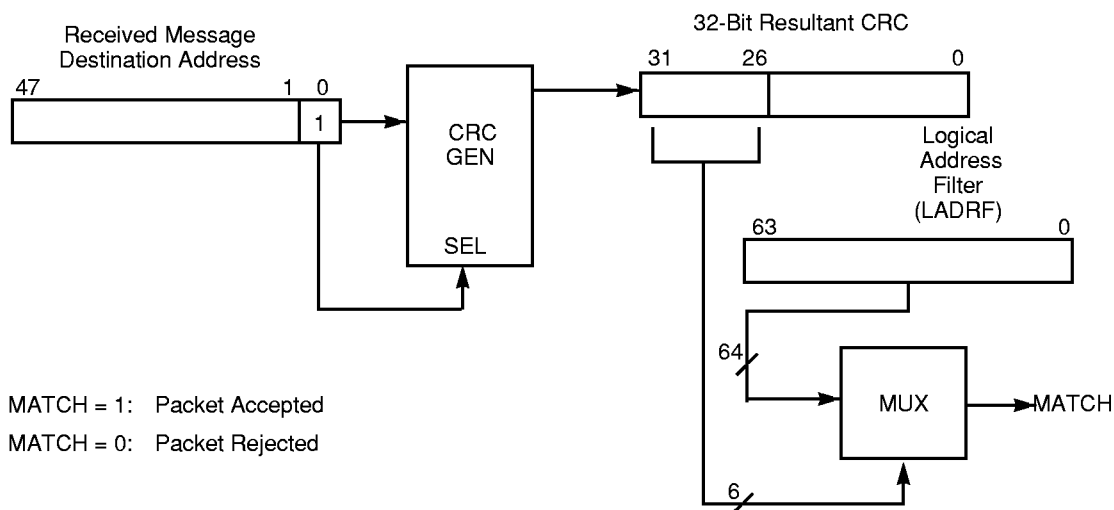 Received Message
Destination Address
47 1 0
1
CRC
GEN
SEL
32-Bit Resultant CRC
31 26 0
Logical
Address
Filter
(LADRF)
63 0
64
MUX
MATCH
6
MATCH = 1: Packet Accepted
MATCH = 0: Packet Rejected